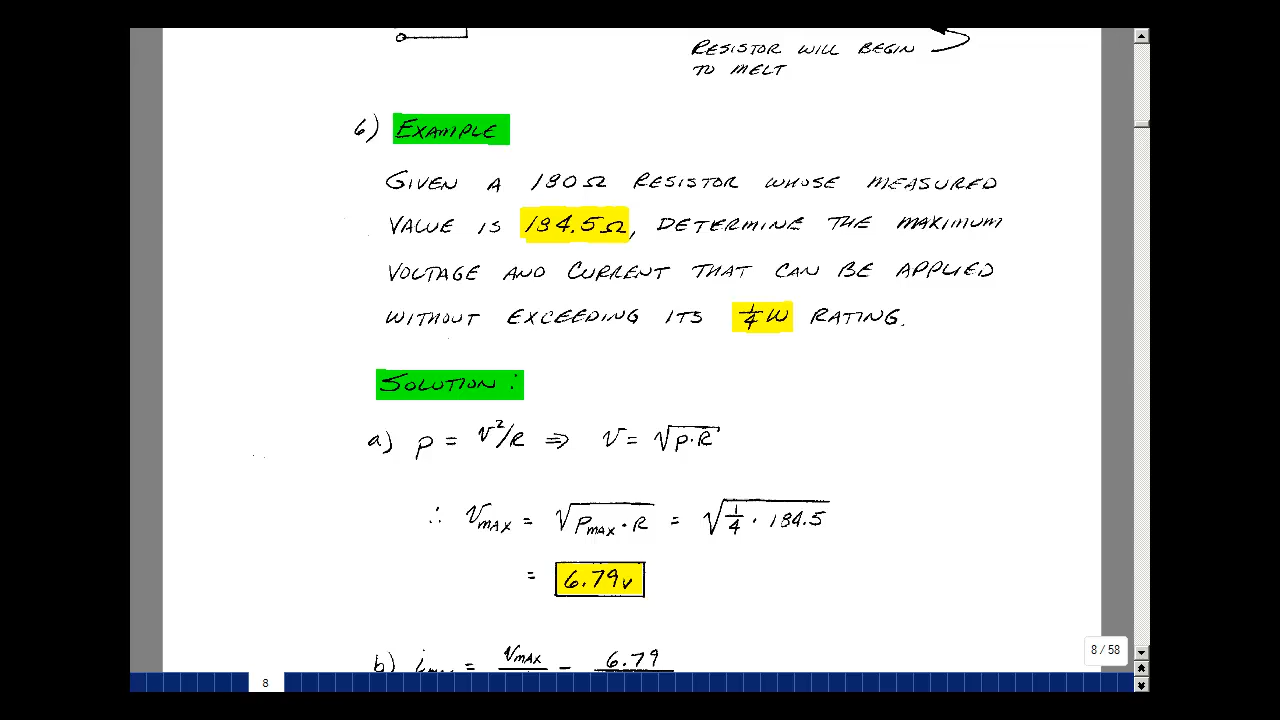 RESISTOR WILL BEGIN
TO MELT
6) EXAMPLE
GIVEN A 180Ω RESISTOR WHOSE MEASURED
VALUE IS 184.5Ω, DETERMINE THE MAXIMUM
VOLTAGE AND CURRENT THAT CAN BE APPLIED
WITHOUT EXCEEDING ITS 1/4 W RATING.
SOLUTION:
a) p = v²/R ⇒ v = √p·R
∴ vMAX = √PMAX·R = √1/4 · 184.5
= 6.79v
b) imax = vMAX = 6.79
8 / 58
8